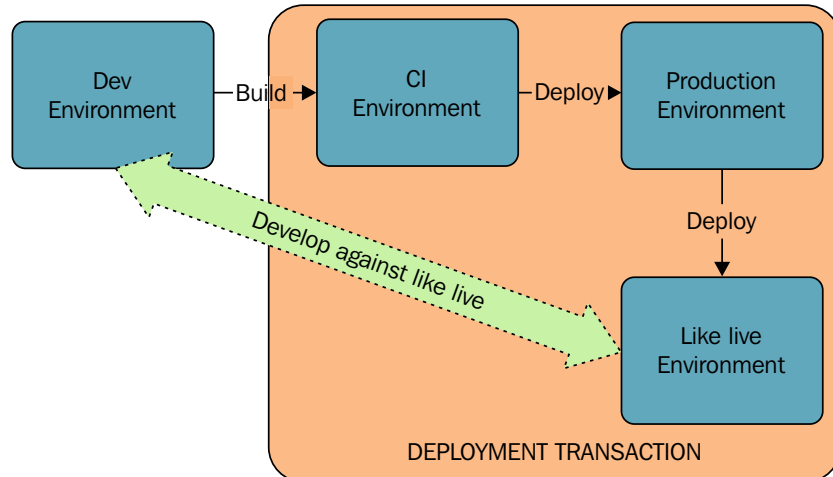 Dev
Environment
Build
CI
Environment
Deploy
Production
Environment
Deploy
Develop against like live
Like live
Environment
DEPLOYMENT TRANSACTION